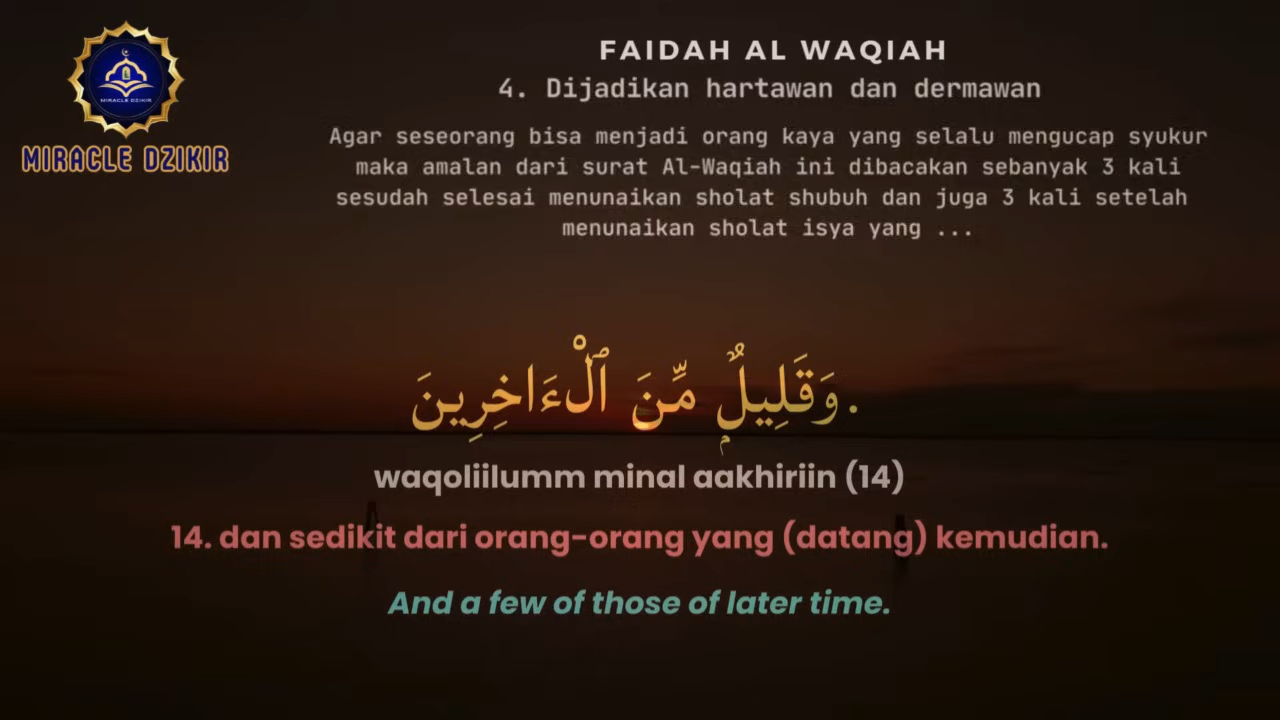 FAIDAH AL WAQIAH
4. Dijadikan hartawan dan dermawan
Agar seseorang bisa menjadi orang kaya yang selalu mengucap syukur
maka amalan dari surat Al-Waqiah ini dibacakan sebanyak 3 kali
sesudah selesai menunaikan sholat shubuh dan juga 3 kali setelah
menunaikan sholat isya yang ...
MIRACLE DZIKIR
MIRACLE DZIKIR
.وَقَلِيلٌۭ مِّنَ ٱلْءَاخِرِينَ
waqoliilumm minal aakhiriin (14)
14. dan sedikit dari orang-orang yang (datang) kemudian.
And a few of those of later time.